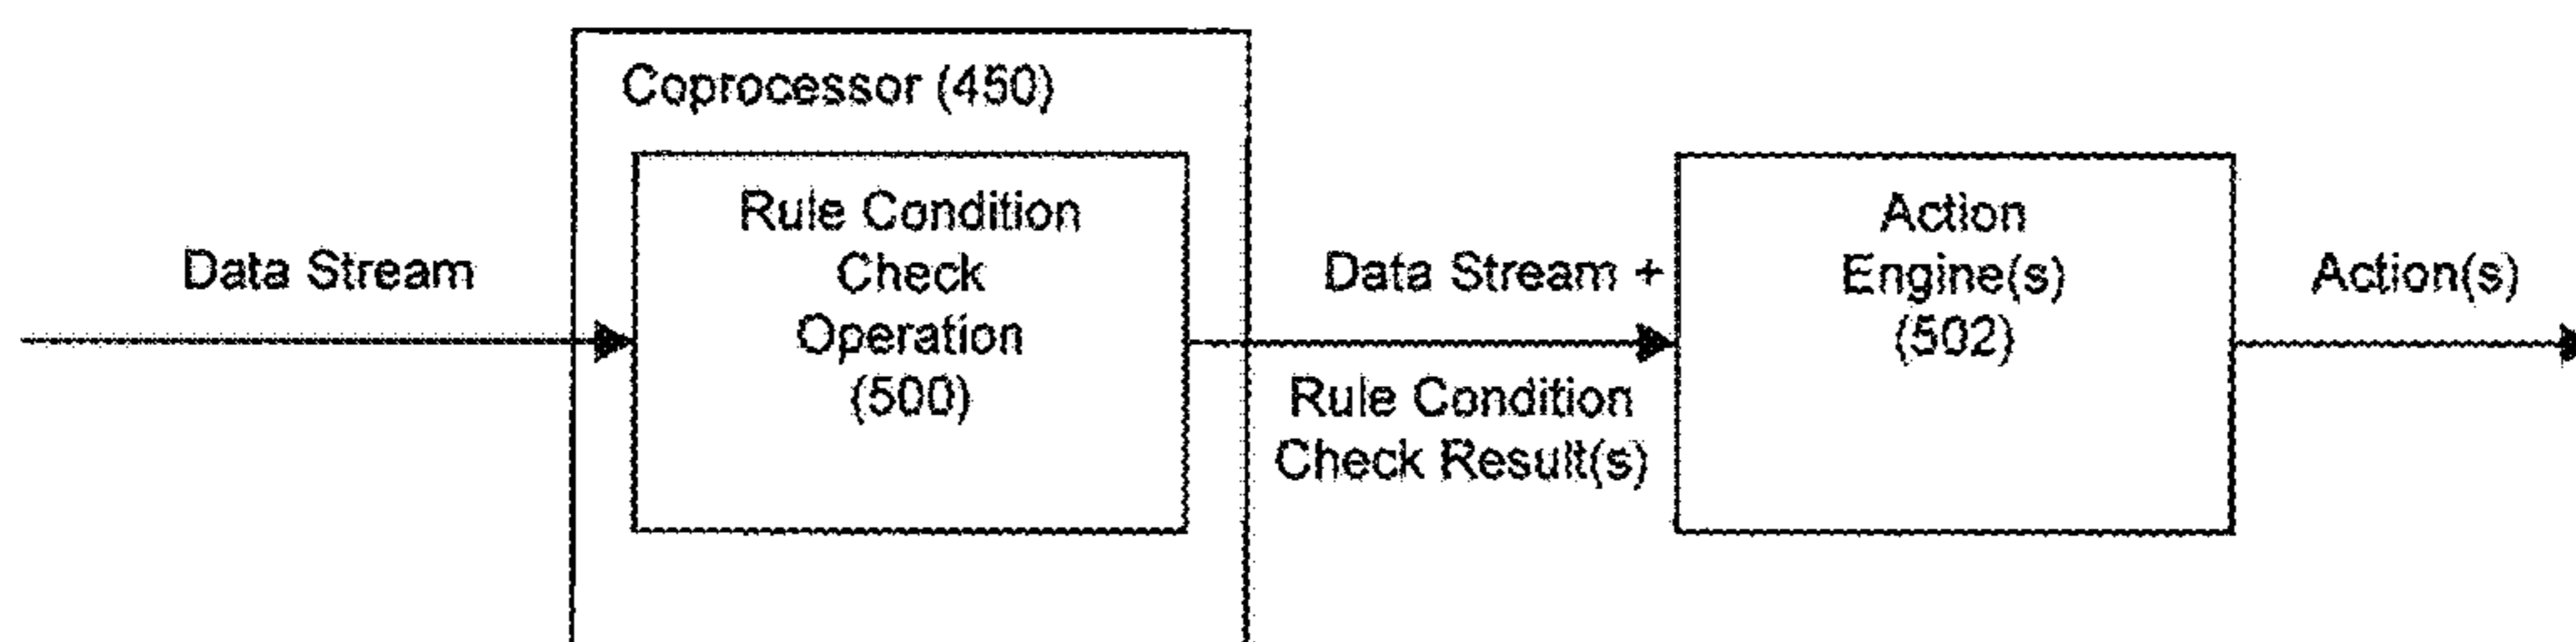 Coprocessor (450)
Data Stream
Rule Condition
Check
Operation
(500)
Data Stream +
Rule Condition
Check Result(s)
Action
Engine(s)
(502)
Action(s)